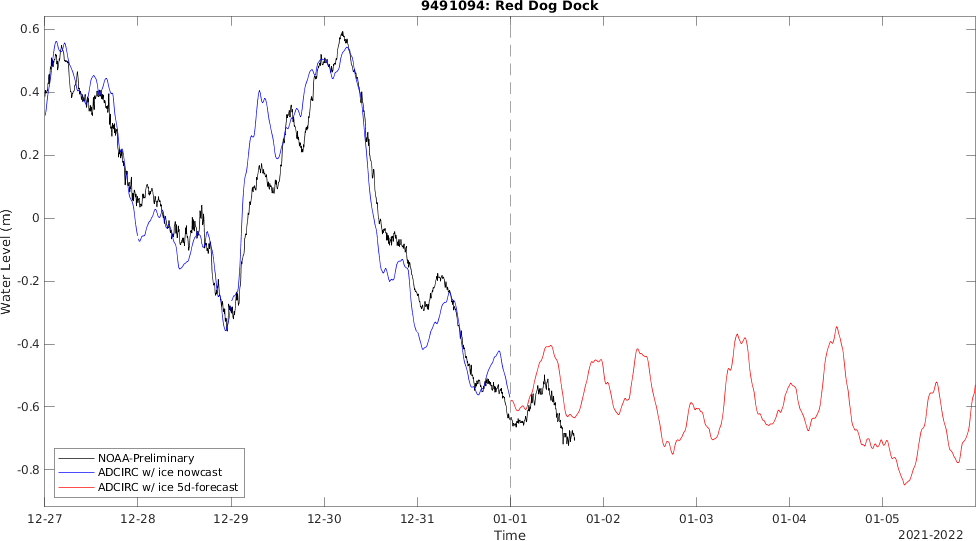 9491094: Red Dog Dock
0.6
0.4
0.2
0
-0.2
-0.4
-0.6
-0.8
Water Level (m)
NOAA-Preliminary
ADCIRC w/ ice nowcast
ADCIRC w/ ice 5d-forecast
12-27 12-28 12-29 12-30 12-31 01-01 01-02 01-03 01-04 01-05
Time
2021-2022